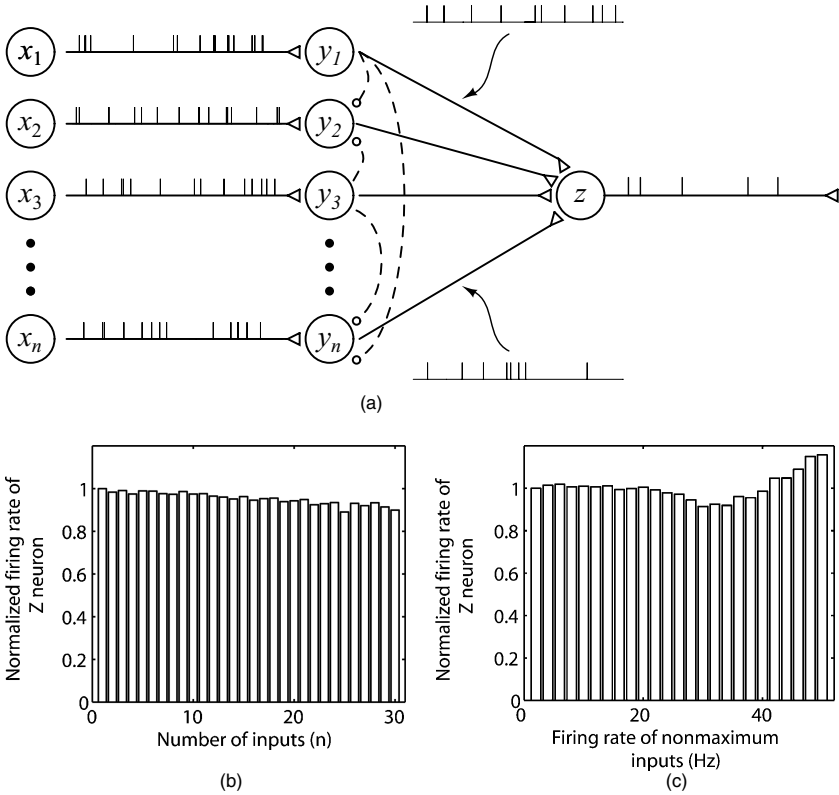 x1 y1
x2 y2
x3 y3 z
xn yn
(a)
Normalized firing rate of
Z neuron
1
0.8
0.6
0.4
0.2
0
0 10 20 30
Number of inputs (n)
(b)
Normalized firing rate of
Z neuron
1
0.8
0.6
0.4
0.2
0
0 20 40
Firing rate of nonmaximum
inputs (Hz)
(c)